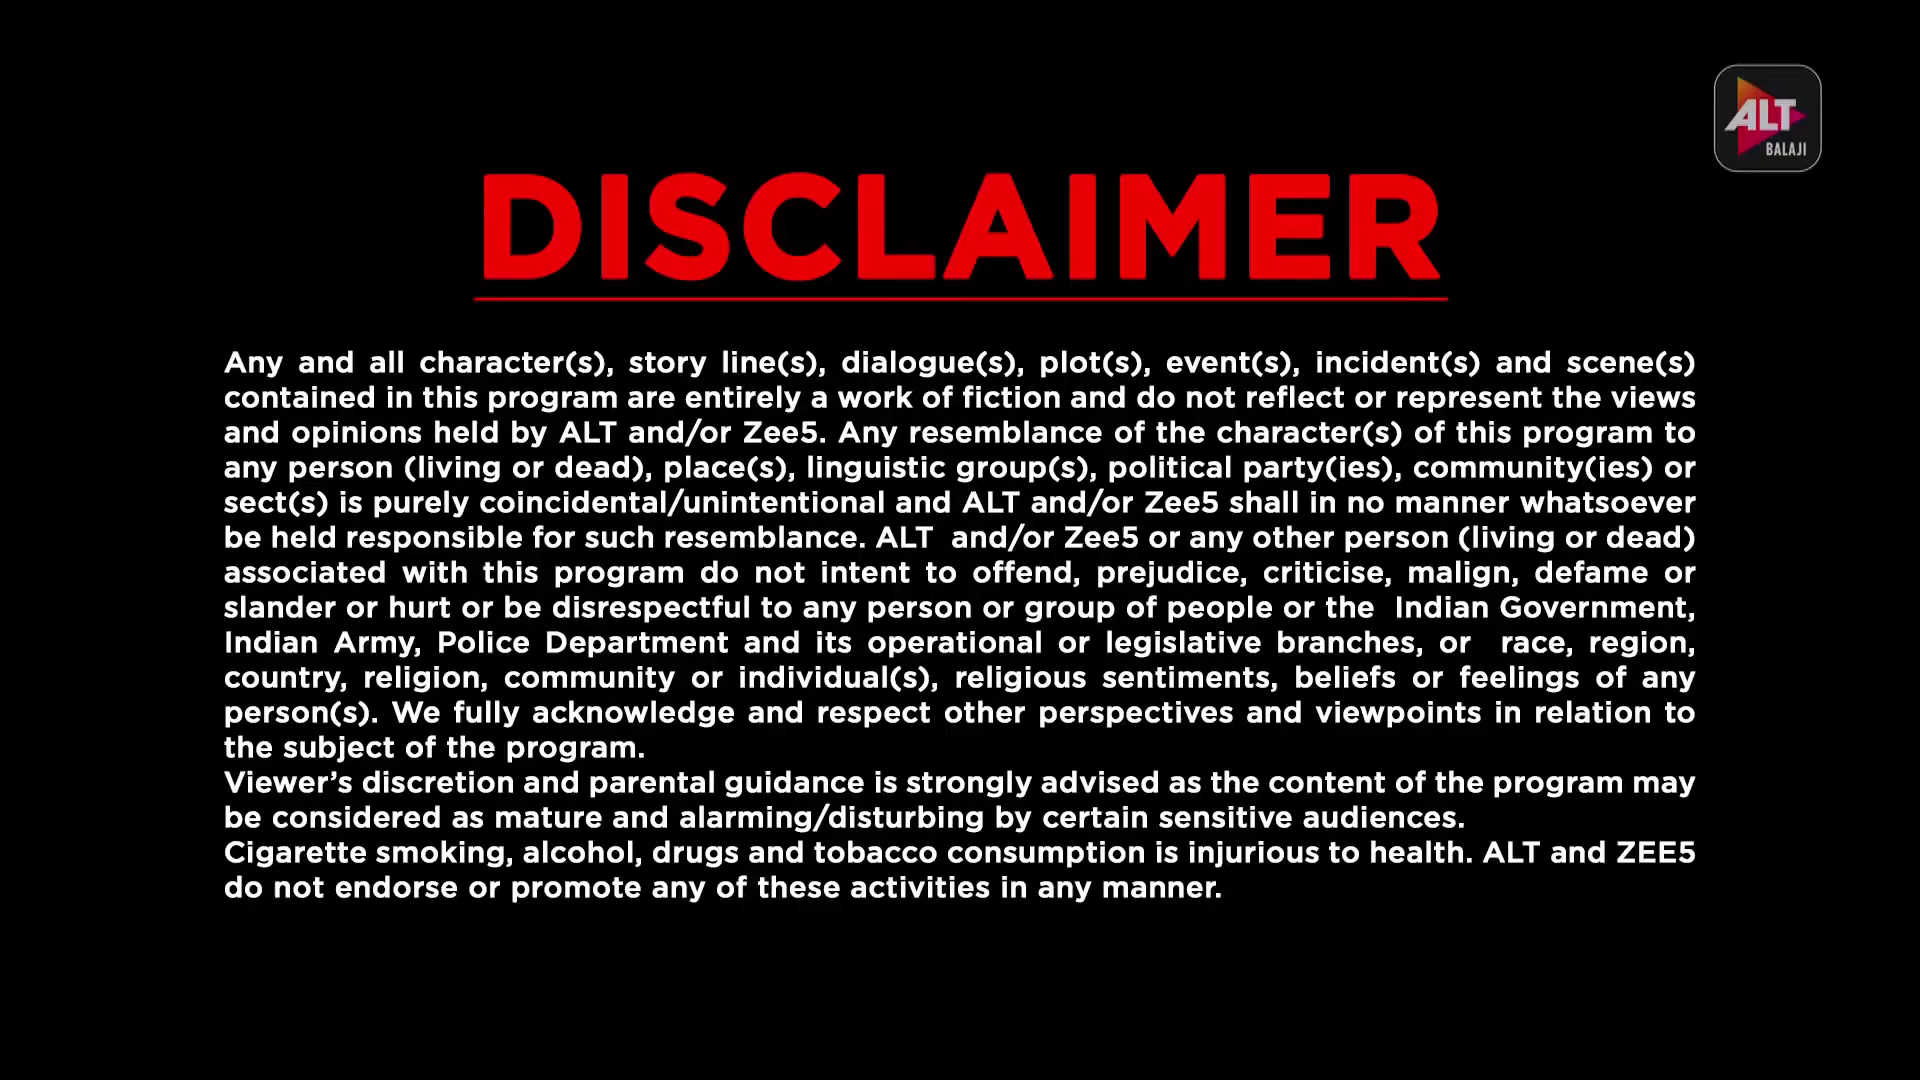 ALT
BALAJI
DISCLAIMER
Any and all character(s), story line(s), dialogue(s), plot(s), event(s), incident(s) and scene(s)
contained in this program are entirely a work of fiction and do not reflect or represent the views
and opinions held by ALT and/or Zee5. Any resemblance of the character(s) of this program to
any person (living or dead), place(s), linguistic group(s), political party(ies), community(ies) or
sect(s) is purely coincidental/unintentional and ALT and/or Zee5 shall in no manner whatsoever
be held responsible for such resemblance. ALT and/or Zee5 or any other person (living or dead)
associated with this program do not intent to offend, prejudice, criticise, malign, defame or
slander or hurt or be disrespectful to any person or group of people or the Indian Government,
Indian Army, Police Department and its operational or legislative branches, or race, region,
country, religion, community or individual(s), religious sentiments, beliefs or feelings of any
person(s). We fully acknowledge and respect other perspectives and viewpoints in relation to
the subject of the program.
Viewer’s discretion and parental guidance is strongly advised as the content of the program may
be considered as mature and alarming/disturbing by certain sensitive audiences.
Cigarette smoking, alcohol, drugs and tobacco consumption is injurious to health. ALT and ZEE5
do not endorse or promote any of these activities in any manner.